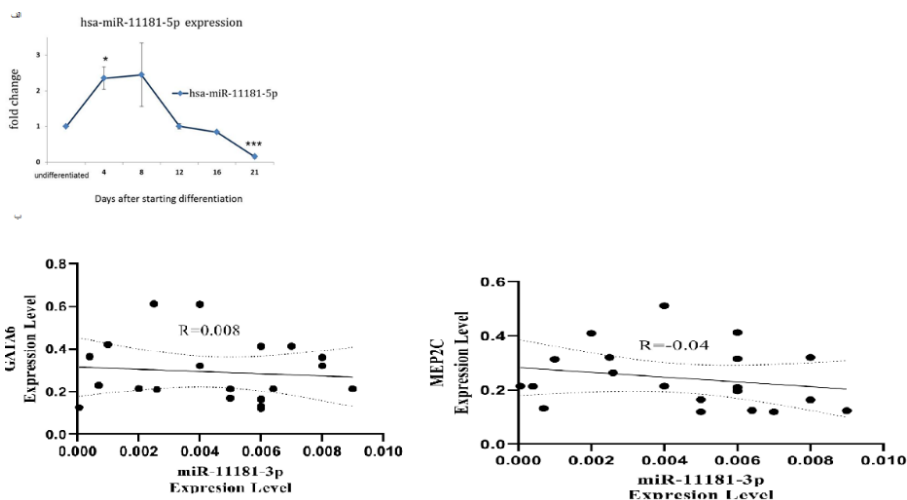 hsa-miR-11181-5p expression
fold change
3
2
1
0
*
***
hsa-miR-11181-5p
undifferentiated 4 8 12 16 21
Days after starting differentiation
GATA6
Expression Level
0.8
0.6
0.4
0.2
0.0
R=0.008
0.000 0.002 0.004 0.006 0.008 0.010
miR-11181-3p
Expresion Level
MEP2C
Expression Level
0.6
0.4
0.2
0.0
R=-0.04
0.000 0.002 0.004 0.006 0.008 0.010
miR-11181-3p
Expresion Level